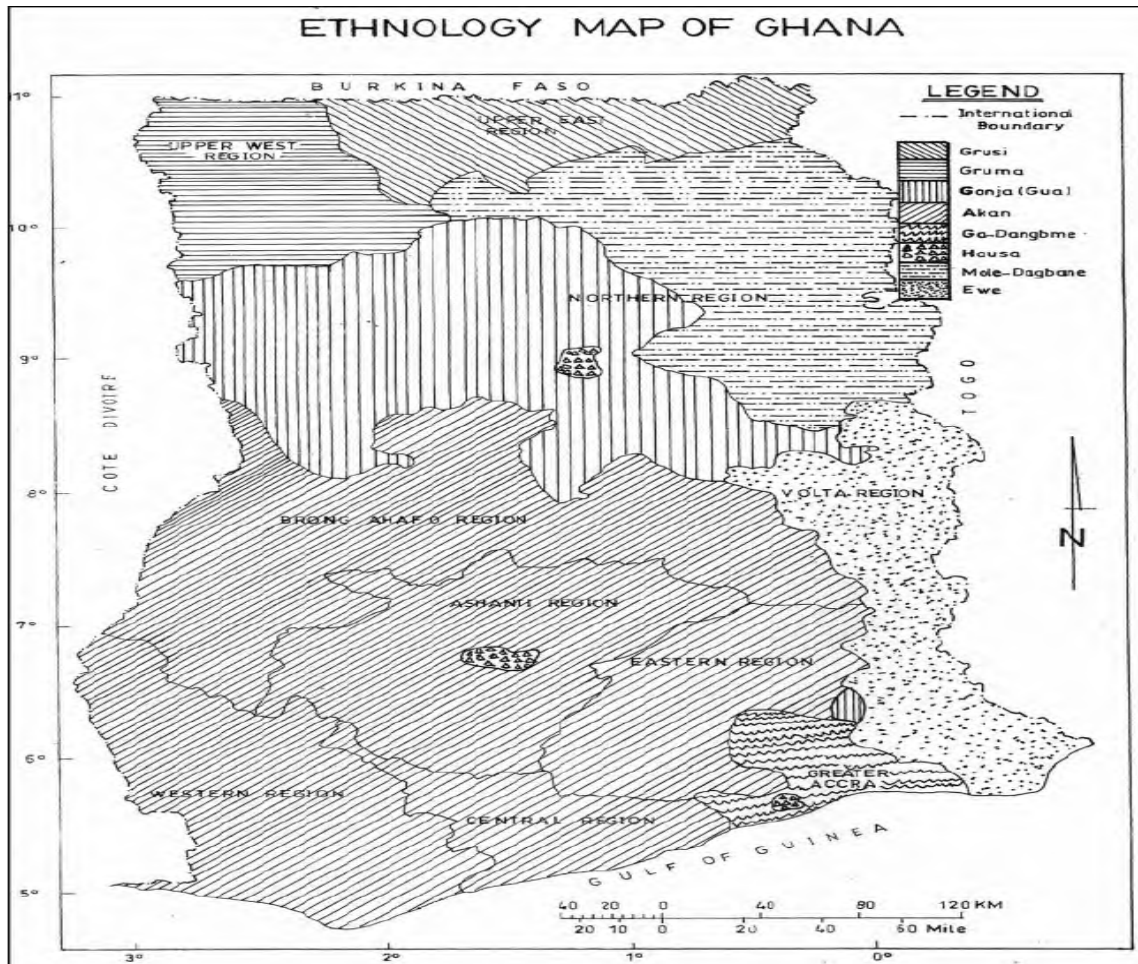 ETHNOLOGY MAP OF GHANA
BURKINA FASO
LEGEND
International
Boundary
Grusi
Gruma
Gonja (Gua)
Akan
Ga-Dangbme
Hausa
Mole-Dagbane
Ewe
11°
10°
9°
8°
7°
6°
5°
UPPER EAST
REGION
UPPER WEST
REGION
NORTHERN REGION
COTE DIVOIRE
TOGO
N
VOLTA REGION
BRONG AHAFO REGION
ASHANTI REGION
EASTERN REGION
GREATER
ACCRA
WESTERN REGION
CENTRAL REGION
GULF OF GUINEA
40 20 0 40 80 120 KM
20 10 0 20 40 60 Mile
3° 2° 1° 0°